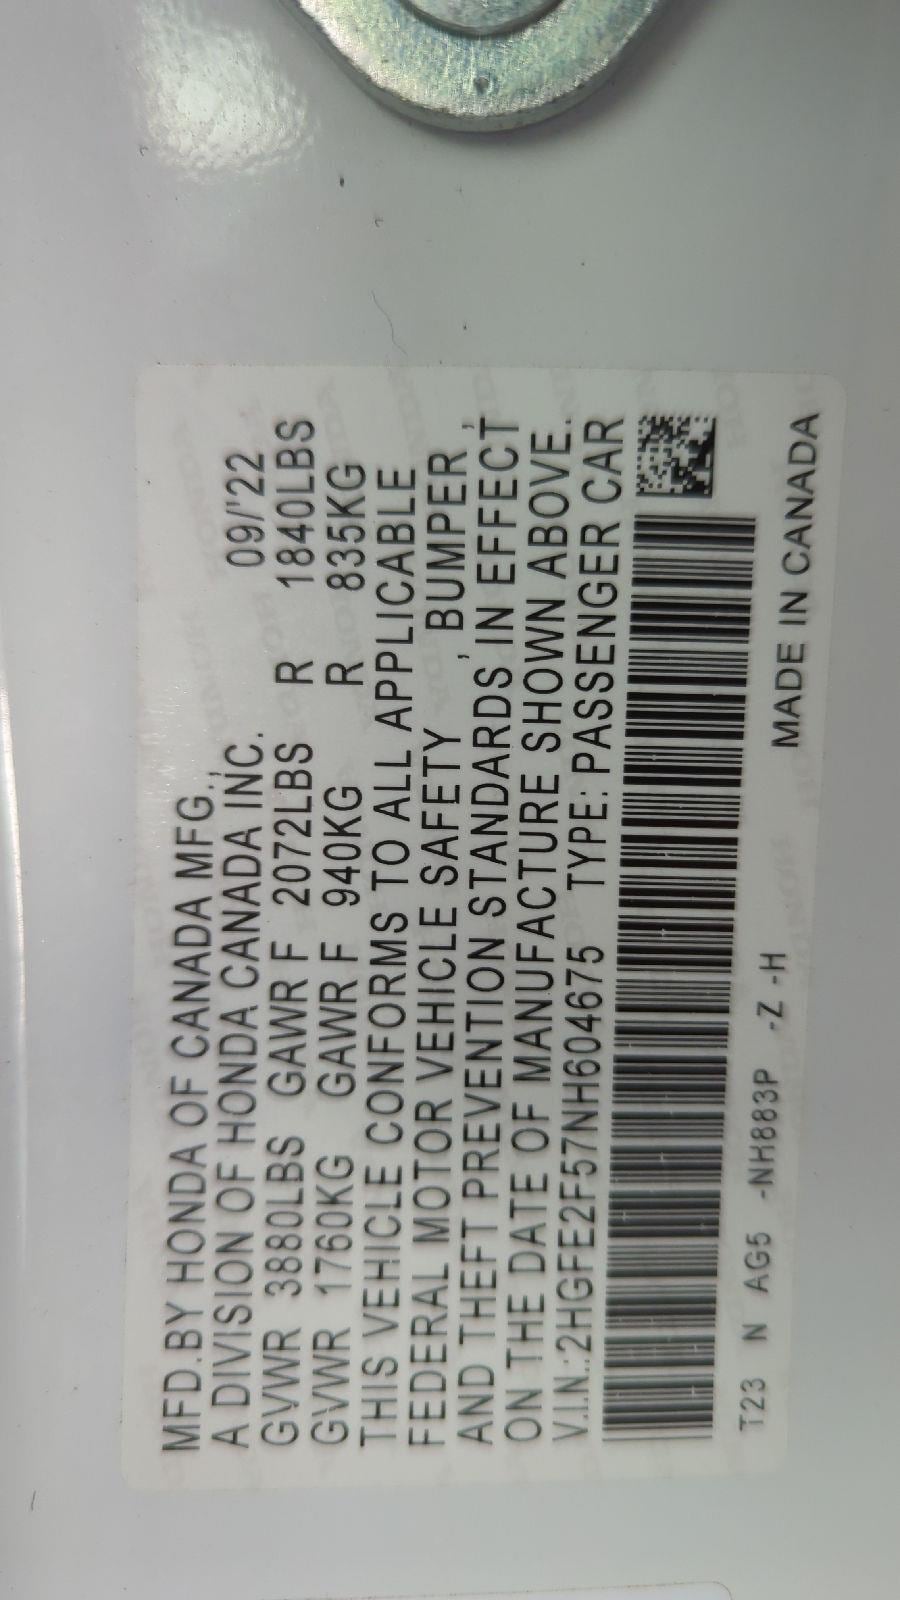 MFD.BY HONDA OF CANADA MFG.,
A DIVISION OF HONDA CANADA INC. 09/'22
GVWR 3880LBS GAWR F 2072LBS R 1840LBS
GVWR 1760KG GAWR F 940KG R 835KG
THIS VEHICLE CONFORMS TO ALL APPLICABLE
FEDERAL MOTOR VEHICLE SAFETY, BUMPER,
AND THEFT PREVENTION STANDARDS IN EFFECT
ON THE DATE OF MANUFACTURE SHOWN ABOVE.
V.I.N.:2HGFE2F57NH604675 TYPE: PASSENGER CAR
T23 N AG5 -NH883P -Z -H MADE IN CANADA